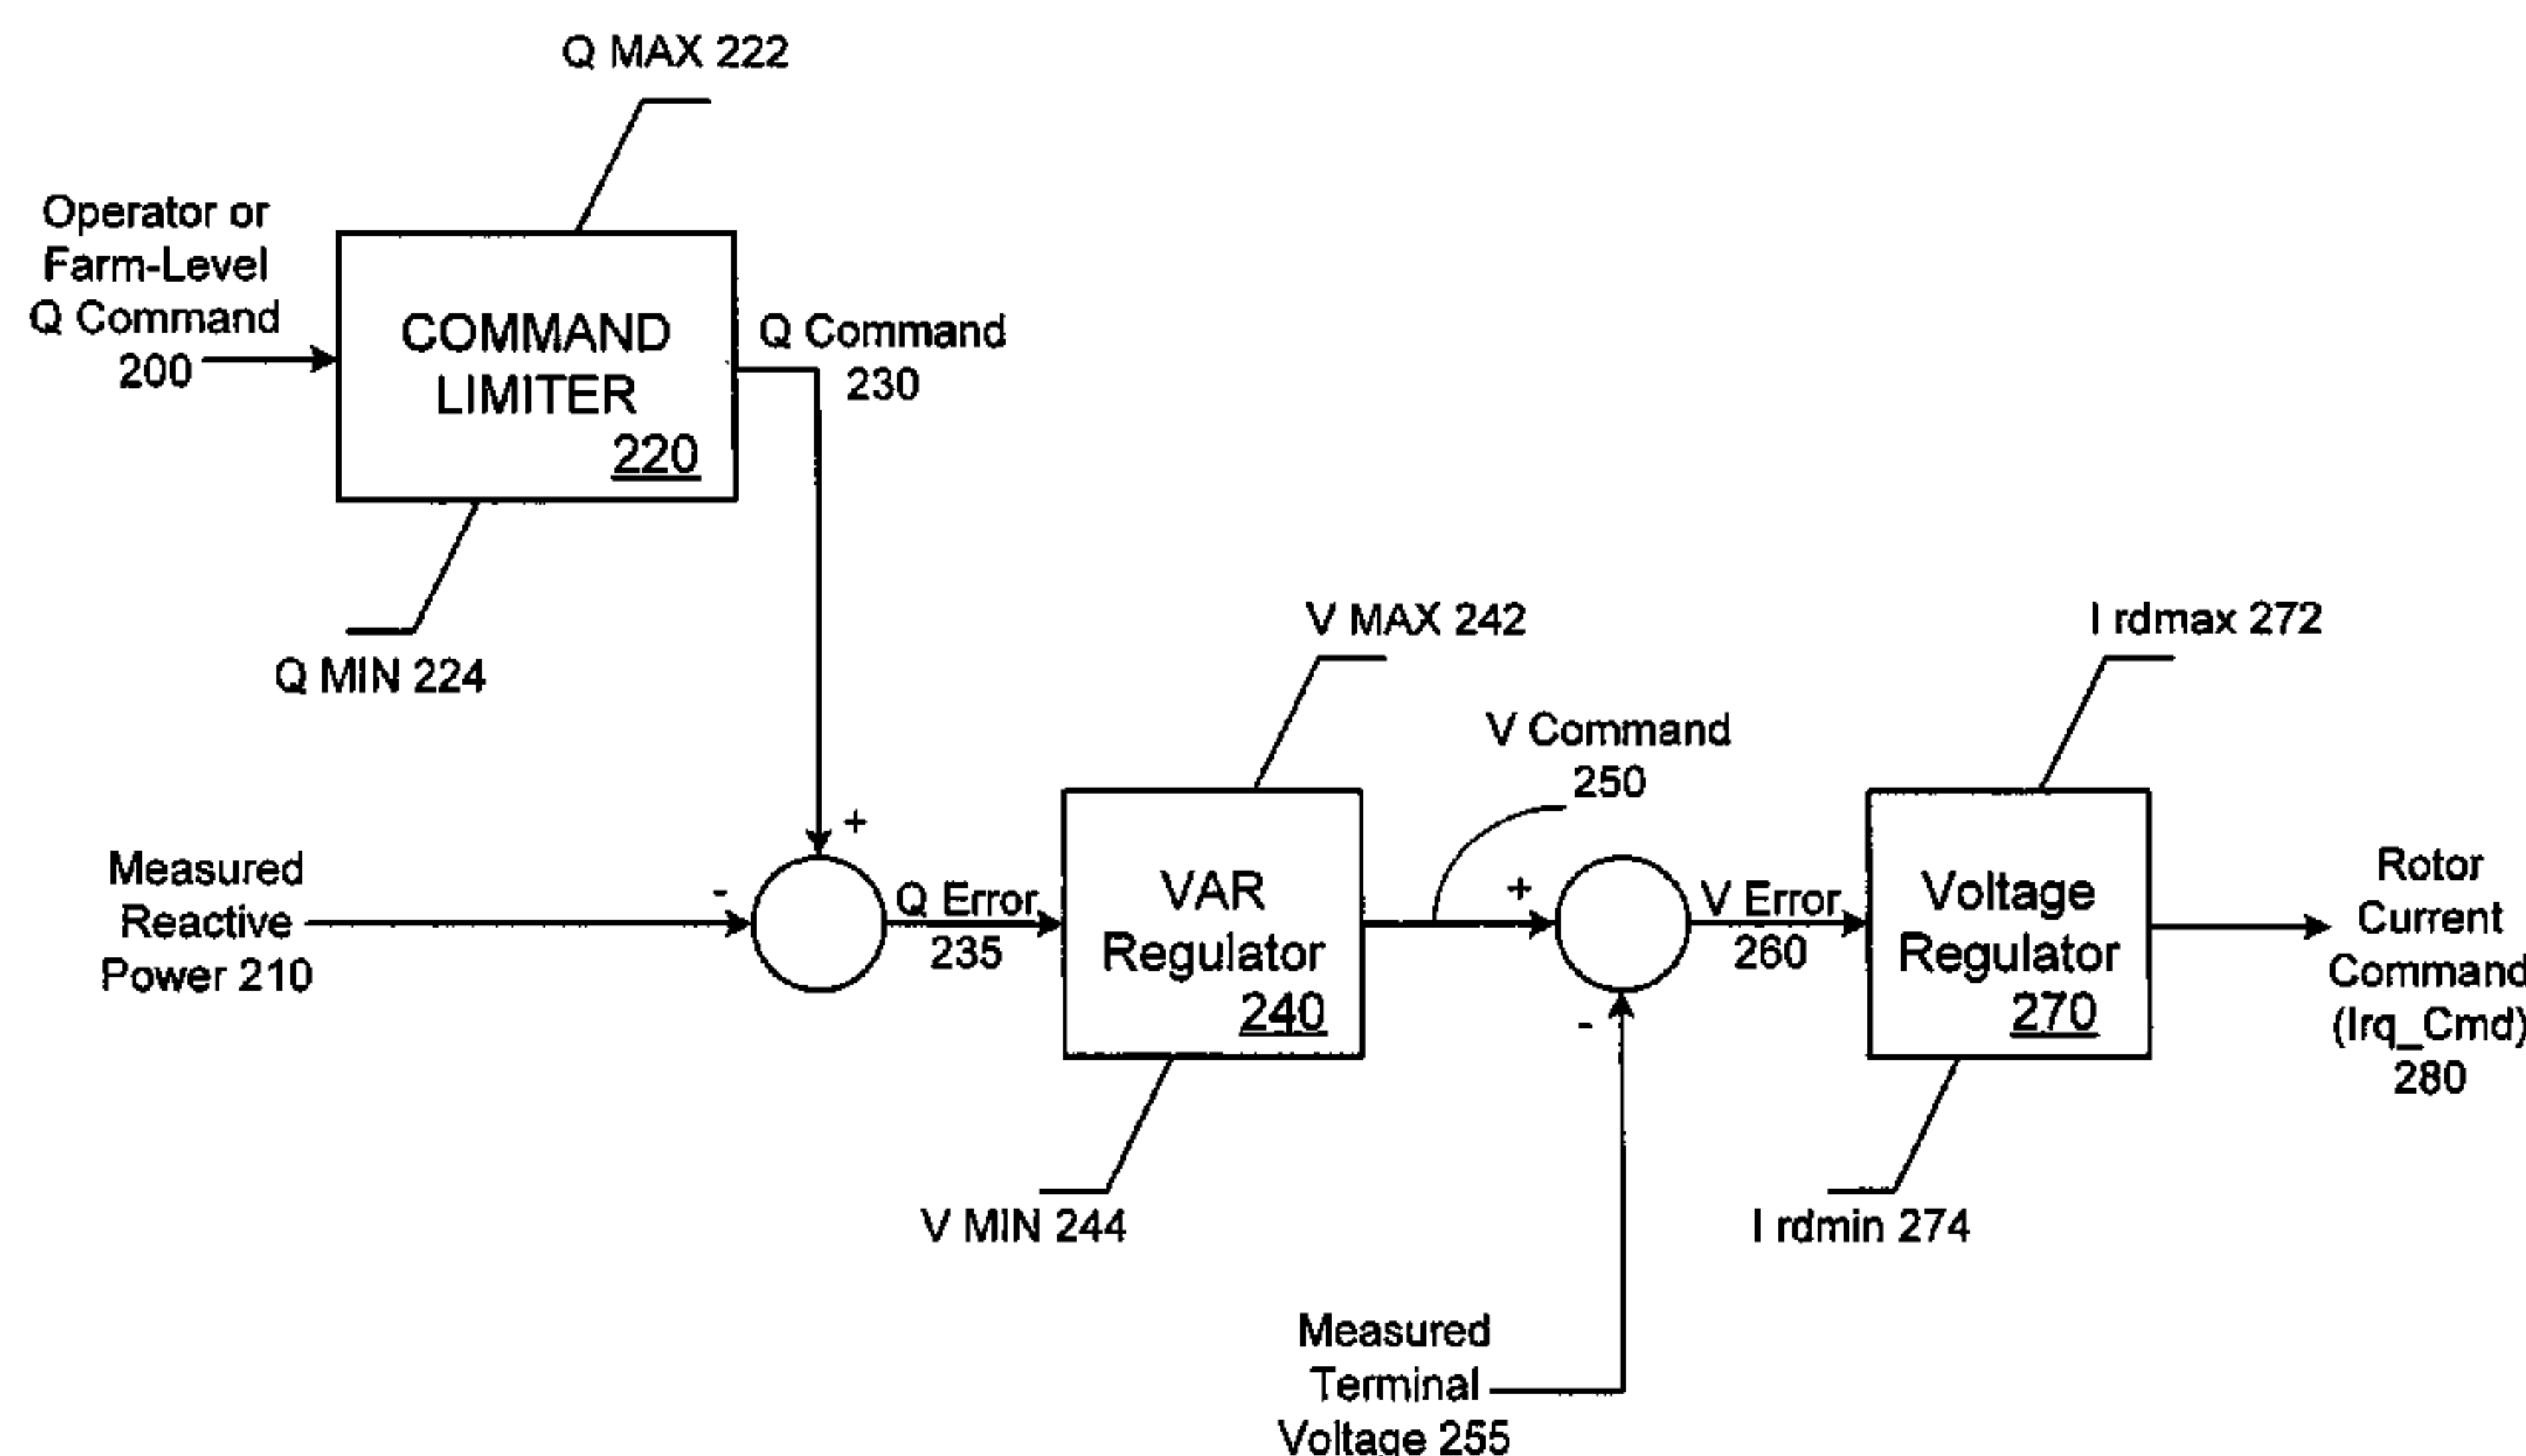 Q MAX 222
Operator or
Farm-Level
Q Command
200
COMMAND
LIMITER
220
Q Command
230
Q MIN 224
V MAX 242
I rdmax 272
V Command
250
+
Measured
Reactive
Power 210
-
Q Error
235
VAR
Regulator
240
+
V Error
260
-
Voltage
Regulator
270
Rotor
Current
Command
(Irq_Cmd)
280
V MIN 244
I rdmin 274
Measured
Terminal
Voltage 255